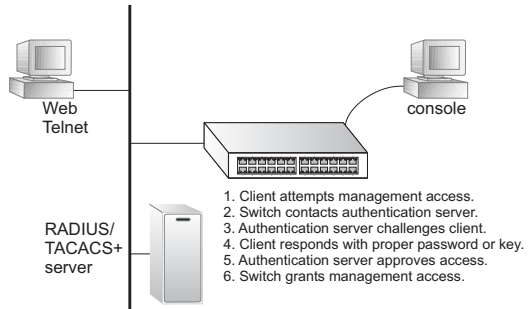 Web
Telnet
console
RADIUS/
TACACS+
server
1. Client attempts management access.
2. Switch contacts authentication server.
3. Authentication server challenges client.
4. Client responds with proper password or key.
5. Authentication server approves access.
6. Switch grants management access.